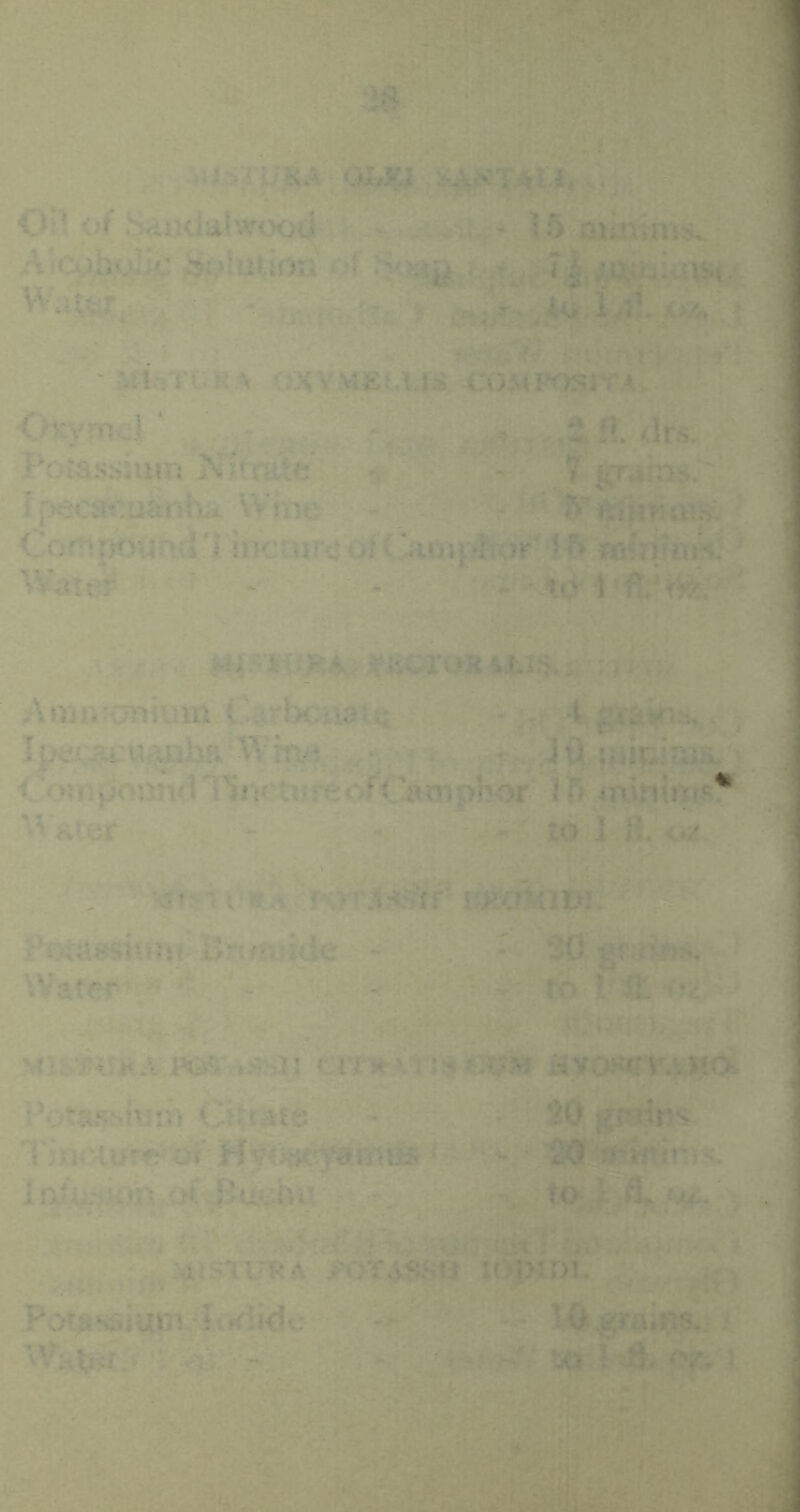 28
MISTURA OLEI SANTALI.
Oil of Sandalwood - 15 minims.
Alcoholic Solution of Soap - 7½ minims.
Water - to 1 fl. oz.
MISTURA OXYMELLIS COMPOSITA.
Oxymel - - - 2 fl. drs.
Potassium Nitrate - - 7 grains.
Ipecacuanha Wine - - 5 minims.
Compound Tincture of Camphor 15 minims.
Water - - - to 1 fl. oz.
MISTURA PECTORALIS.
Ammonium Carbonate - 4 grains.
Ipecacuanha Wine - - 10 minims.
Compound Tincture of Camphor 15 minims.
Water - - - to 1 fl. oz.
MISTURA POTASSII BROMIDI.
Potassium Bromide - - 30 grains.
Water - - - to 1 fl. oz.
MISTURA POTASSII CITRATIS CUM HYOSCYAMO.
Potassium Citrate - - 20 grains
Tincture of Hyoscyamus - 20 minims.
Infusion of Buchu - to 1 fl. oz.
MISTURA POTASSII IODIDI.
Potassium Iodide - - 10 grains.
Water - - - to 1 fl. oz.